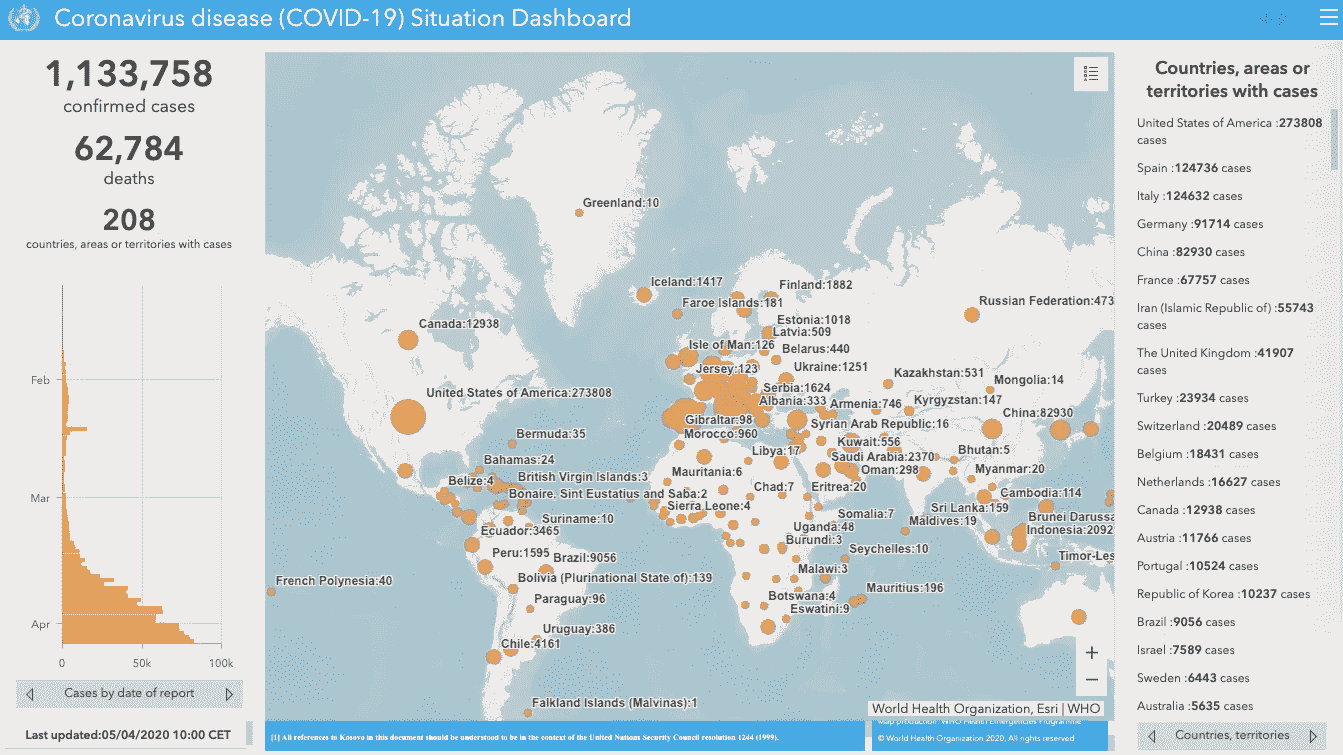 Coronavirus disease (COVID-19) Situation Dashboard
1,133,758
confirmed cases
62,784
deaths
208
countries, areas or territories with cases
Feb
Mar
Apr
0
50k
100k
Cases by date of report
Last updated:05/04/2020 10:00 CET
Greenland:10
Iceland:1417
Finland:1882
Faroe Islands:181
Russian Federation:473
Canada:12938
Estonia:1018
Latvia:509
Isle of Man:126
Belarus:440
Jersey:123
Ukraine:1251
Kazakhstan:531
Mongolia:14
United States of America:273808
Serbia:1624
Albania:333
Armenia:746
Kyrgyzstan:147
China:82930
Gibraltar:98
Syrian Arab Republic:16
Bermuda:35
Morocco:960
Kuwait:556
Libya:17
Bhutan:5
Bahamas:24
Saudi Arabia:2370
Mauritania:6
Oman:298
Myanmar:20
Belize:4
British Virgin Islands:3
Chad:7
Eritrea:20
Bonaire, Sint Eustatius and Saba:2
Cambodia:114
Sierra Leone:4
Sri Lanka:159
Suriname:10
Somalia:7
Maldives:19
Brunei Darussa
Ecuador:3465
Uganda:48
Indonesia:2092
Burundi:3
Peru:1595
Brazil:9056
Seychelles:10
Timor-Les
French Polynesia:40
Bolivia (Plurinational State of):139
Malawi:3
Mauritius:196
Paraguay:96
Botswana:4
Eswatini:9
Uruguay:386
Chile:4161
Falkland Islands (Malvinas):1
+
−
World Health Organization, Esri | WHO
[1] All references to Kosovo in this document should be understood to be in the context of the United Nations Security Council resolution 1244 (1999).
Map production: WHO Health Emergencies Programme
© World Health Organization 2020, All rights reserved
Countries, areas or
territories with cases
United States of America :273808
cases
Spain :124736 cases
Italy :124632 cases
Germany :91714 cases
China :82930 cases
France :67757 cases
Iran (Islamic Republic of) :55743
cases
The United Kingdom :41907
cases
Turkey :23934 cases
Switzerland :20489 cases
Belgium :18431 cases
Netherlands :16627 cases
Canada :12938 cases
Austria :11766 cases
Portugal :10524 cases
Republic of Korea :10237 cases
Brazil :9056 cases
Israel :7589 cases
Sweden :6443 cases
Australia :5635 cases
Countries, territories